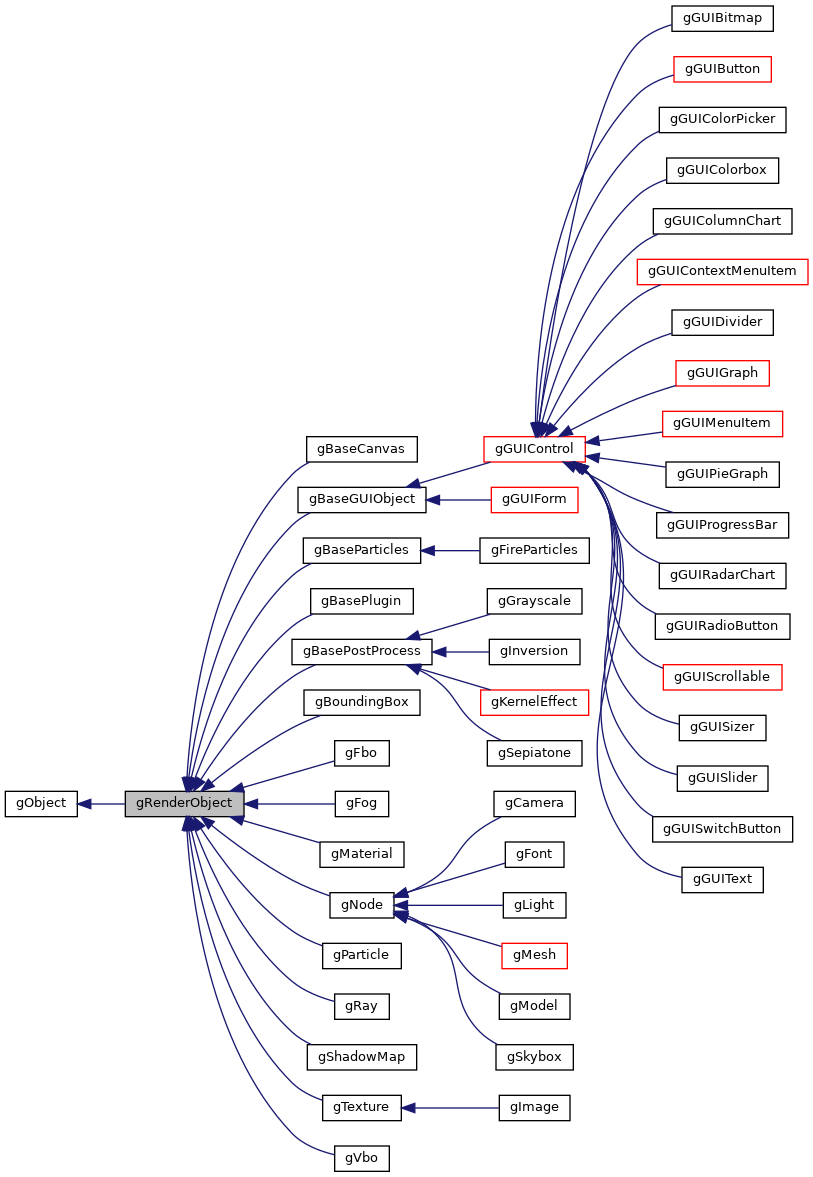 gGUIBitmap
gGUIButton
gGUIColorPicker
gGUIColorbox
gGUIColumnChart
gGUIContextMenuItem
gGUIDivider
gGUIGraph
gGUIMenuItem
gBaseCanvas
gGUIControl
gGUIPieGraph
gBaseGUIObject
gGUIForm
gGUIProgressBar
gBaseParticles
gFireParticles
gGUIRadarChart
gBasePlugin
gGrayscale
gGUIRadioButton
gBasePostProcess
gInversion
gGUIScrollable
gBoundingBox
gKernelEffect
gGUISizer
gFbo
gSepiatone
gGUISlider
gObject
gRenderObject
gFog
gCamera
gGUISwitchButton
gMaterial
gFont
gGUIText
gNode
gLight
gParticle
gMesh
gRay
gModel
gShadowMap
gSkybox
gTexture
gImage
gVbo